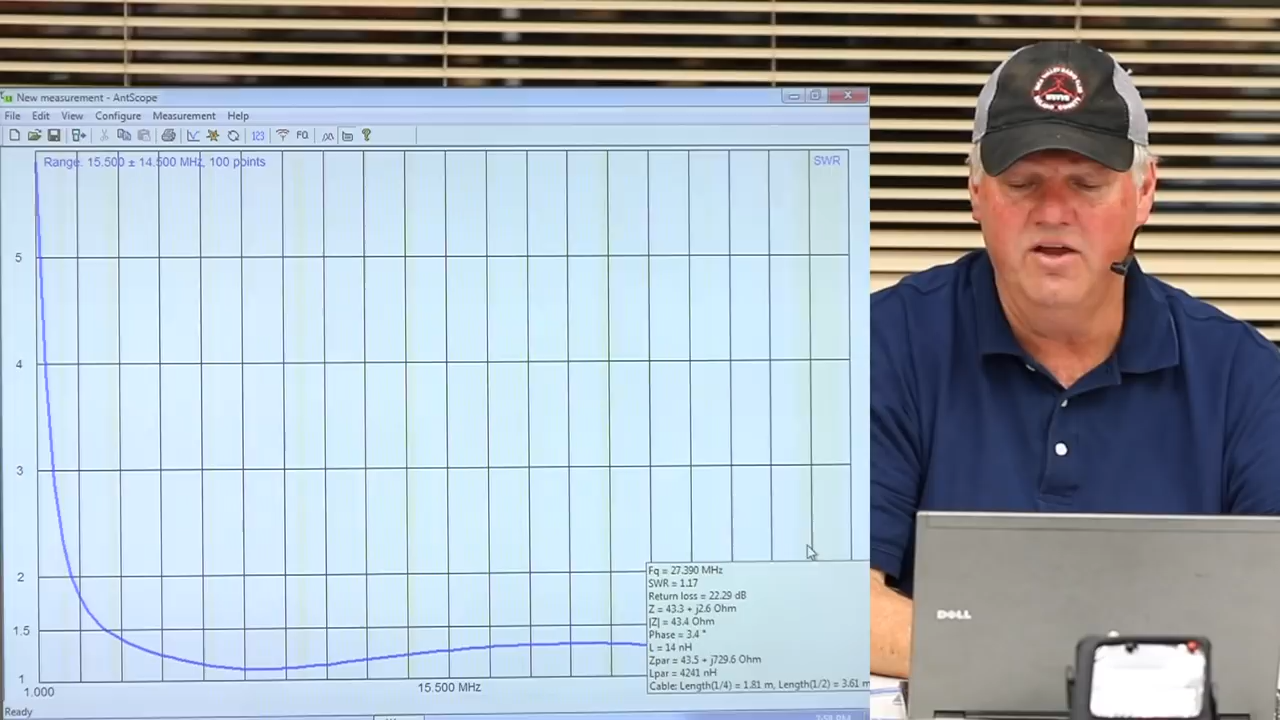 New measurement - AntScope
File Edit View Configure Measurement Help
123 FQ ?
Range: 15.500 ± 14.500 MHz, 100 points
SWR
5
4
3
2
1.5
1
1.000
15.500 MHz
Fq = 27.390 MHz
SWR = 1.17
Return loss = 22.29 dB
Z = 43.3 + j2.6 Ohm
|Z| = 43.4 Ohm
Phase = 3.4 °
L = 14 nH
Zpar = 43.5 + j729.6 Ohm
Lpar = 4241 nH
Cable: Length(1/4) = 1.81 m, Length(1/2) = 3.61 m
Ready
DELL